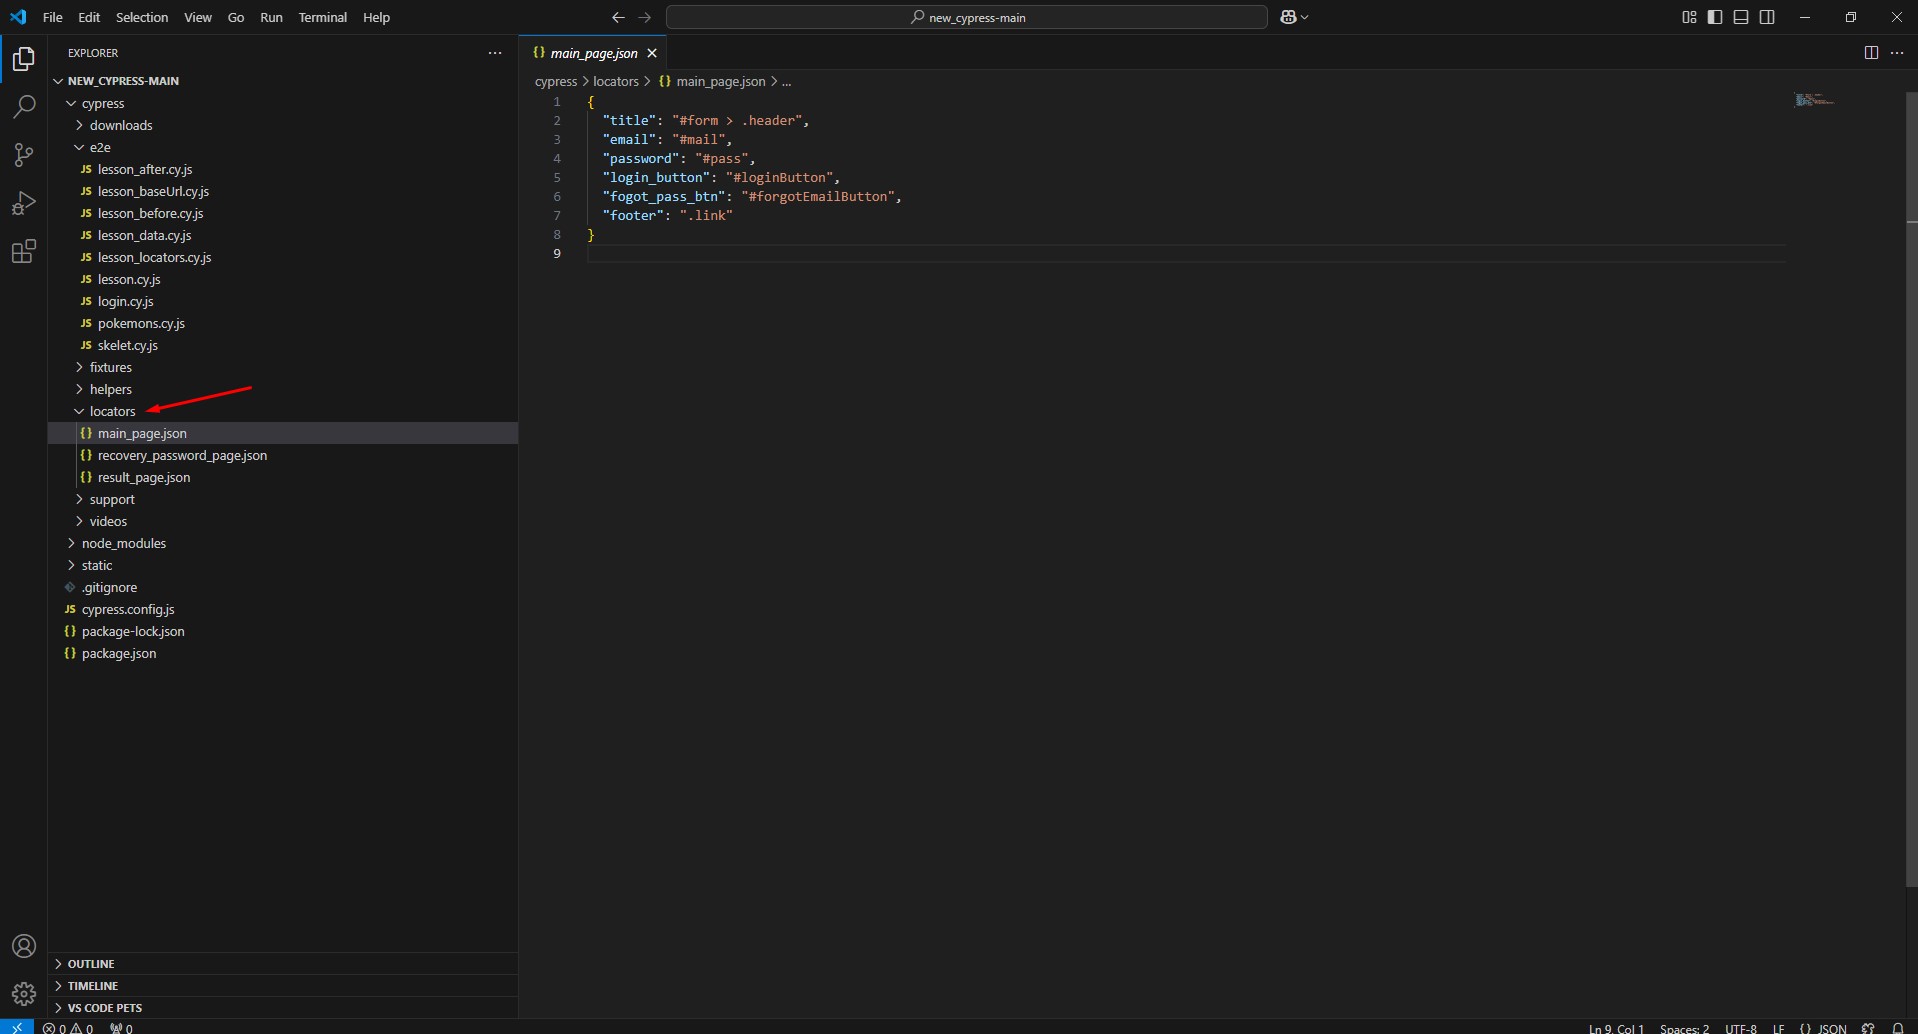 File Edit Selection View Go Run Terminal Help
new_cypress-main
EXPLORER
NEW_CYPRESS-MAIN
cypress
downloads
e2e
JS lesson_after.cy.js
JS lesson_baseUrl.cy.js
JS lesson_before.cy.js
JS lesson_data.cy.js
JS lesson_locators.cy.js
JS lesson.cy.js
JS login.cy.js
JS pokemons.cy.js
JS skelet.cy.js
fixtures
helpers
locators
{} main_page.json
{} recovery_password_page.json
{} result_page.json
support
videos
node_modules
static
.gitignore
JS cypress.config.js
{} package-lock.json
{} package.json
OUTLINE
TIMELINE
VS CODE PETS
{} main_page.json
cypress > locators > {} main_page.json > ...
1 {
2 "title": "#form > .header",
3 "email": "#mail",
4 "password": "#pass",
5 "login_button": "#loginButton",
6 "fogot_pass_btn": "#forgotEmailButton",
7 "footer": ".link"
8 }
9
0 0 0
Ln 9, Col 1 Spaces: 2 UTF-8 LF {} JSON